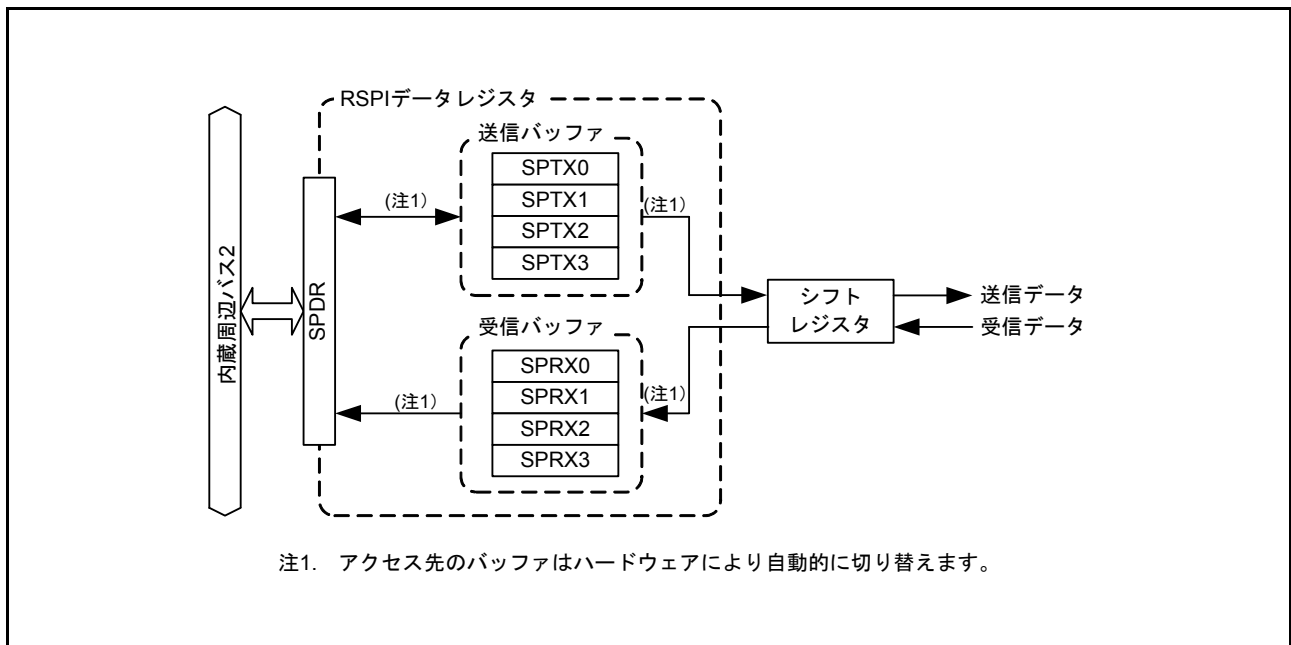 RSPIデータレジスタ
送信バッファ
SPTX0
SPTX1
SPTX2
SPTX3
(注1)
(注1)
内蔵周辺バス2
SPDR
シフト
レジスタ
送信データ
受信データ
受信バッファ
SPRX0
SPRX1
SPRX2
SPRX3
(注1)
(注1)
注1. アクセス先のバッファはハードウェアにより自動的に切り替えます。